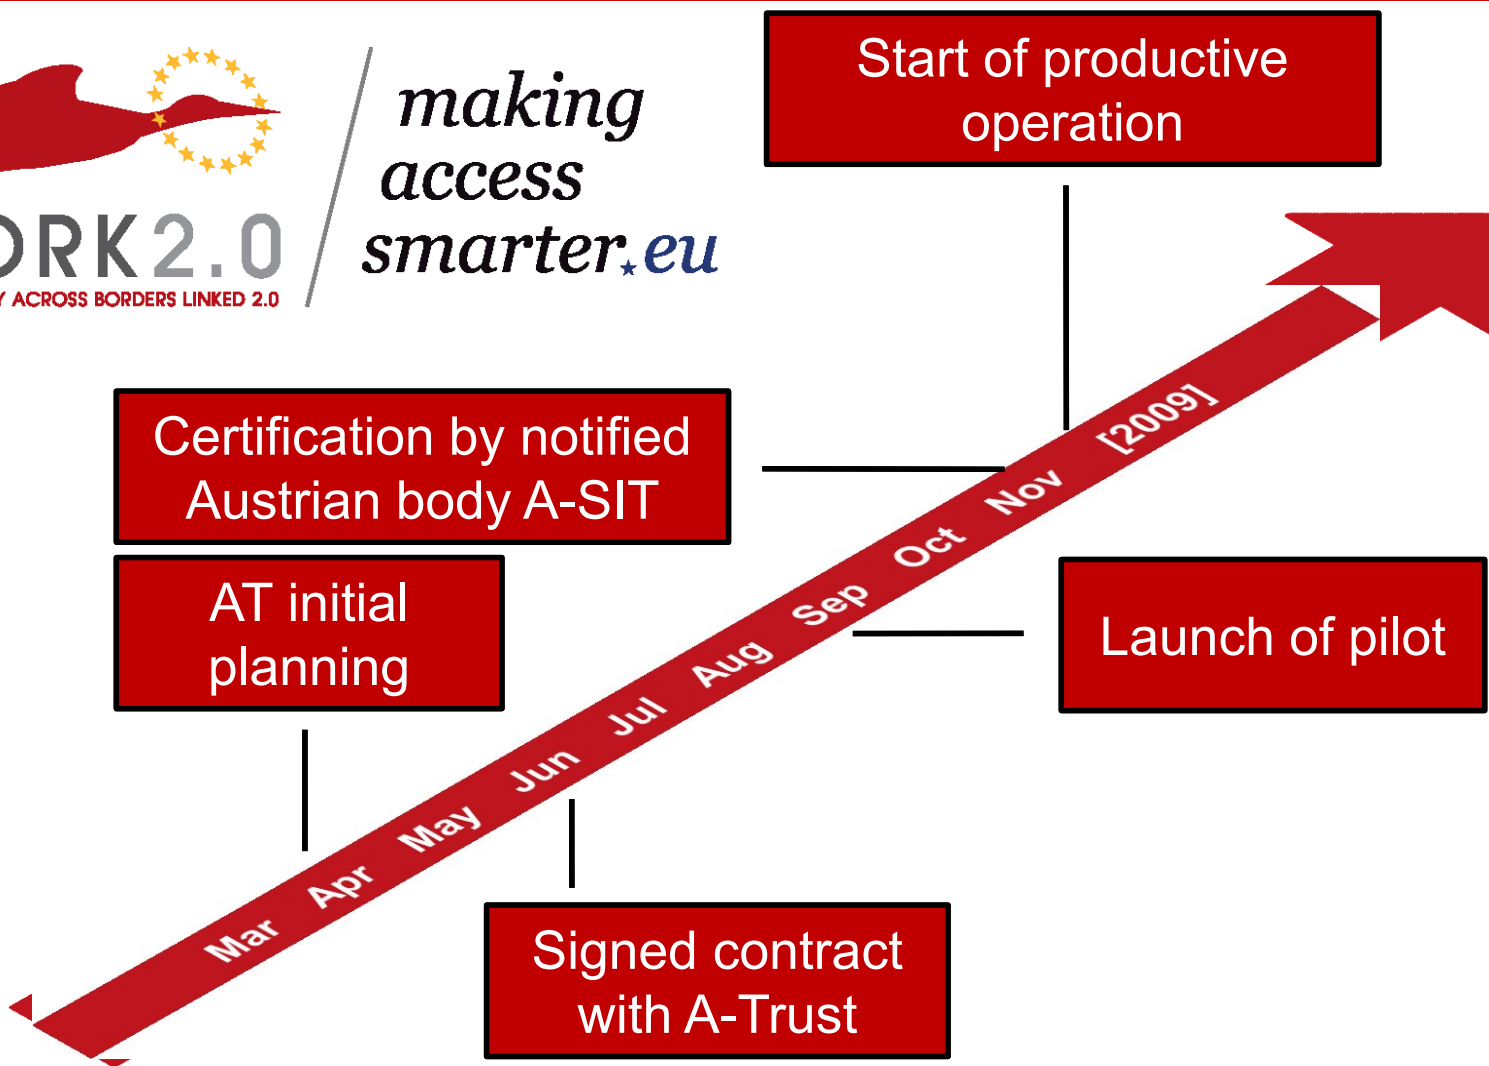 making
access
smarter.eu
ORK2.0
ACROSS BORDERS LINKED 2.0
Start of productive
operation
Certification by notified
Austrian body A-SIT
AT initial
planning
Launch of pilot
Signed contract
with A-Trust
Mar Apr May Jun Jul Aug Sep Oct Nov [2009]